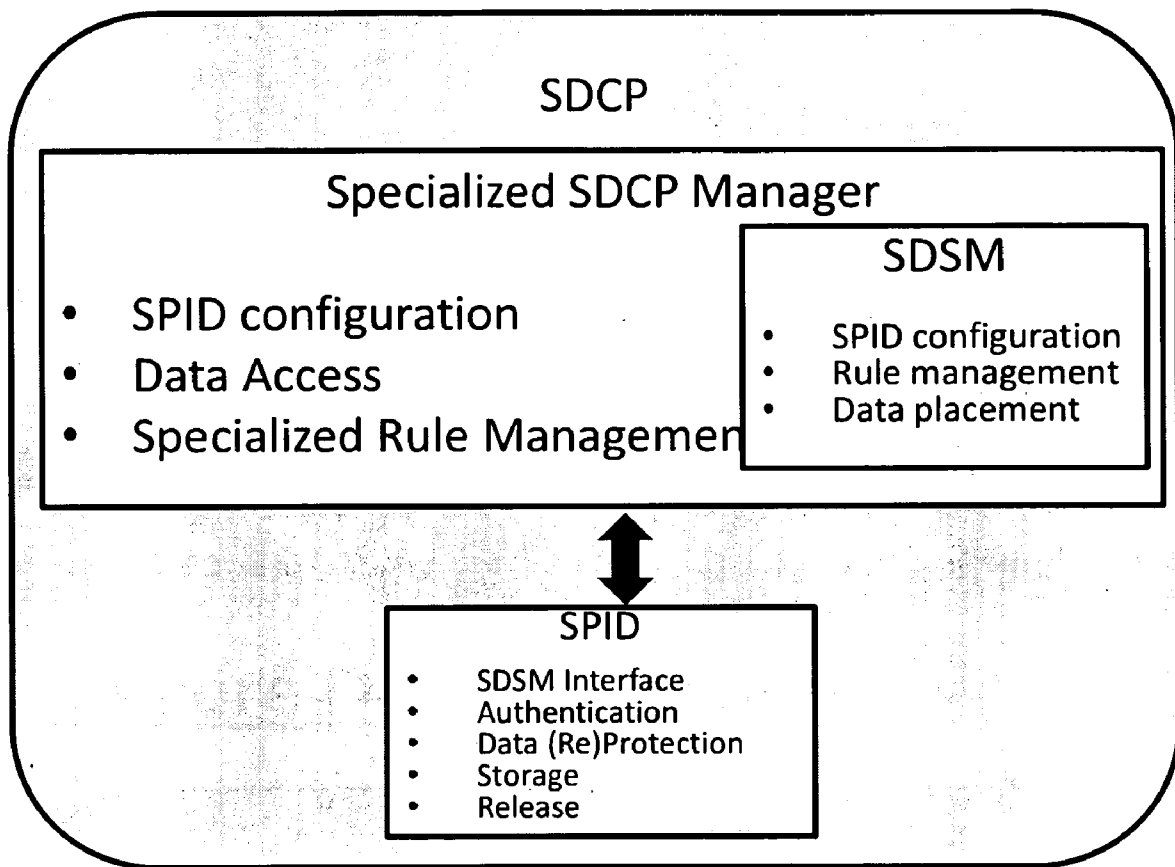 SDCP
Specialized SDCP Manager
• SPID configuration
• Data Access
• Specialized Rule Managemen
SDSM
• SPID configuration
• Rule management
• Data placement
SPID
• SDSM Interface
• Authentication
• Data (Re)Protection
• Storage
• Release